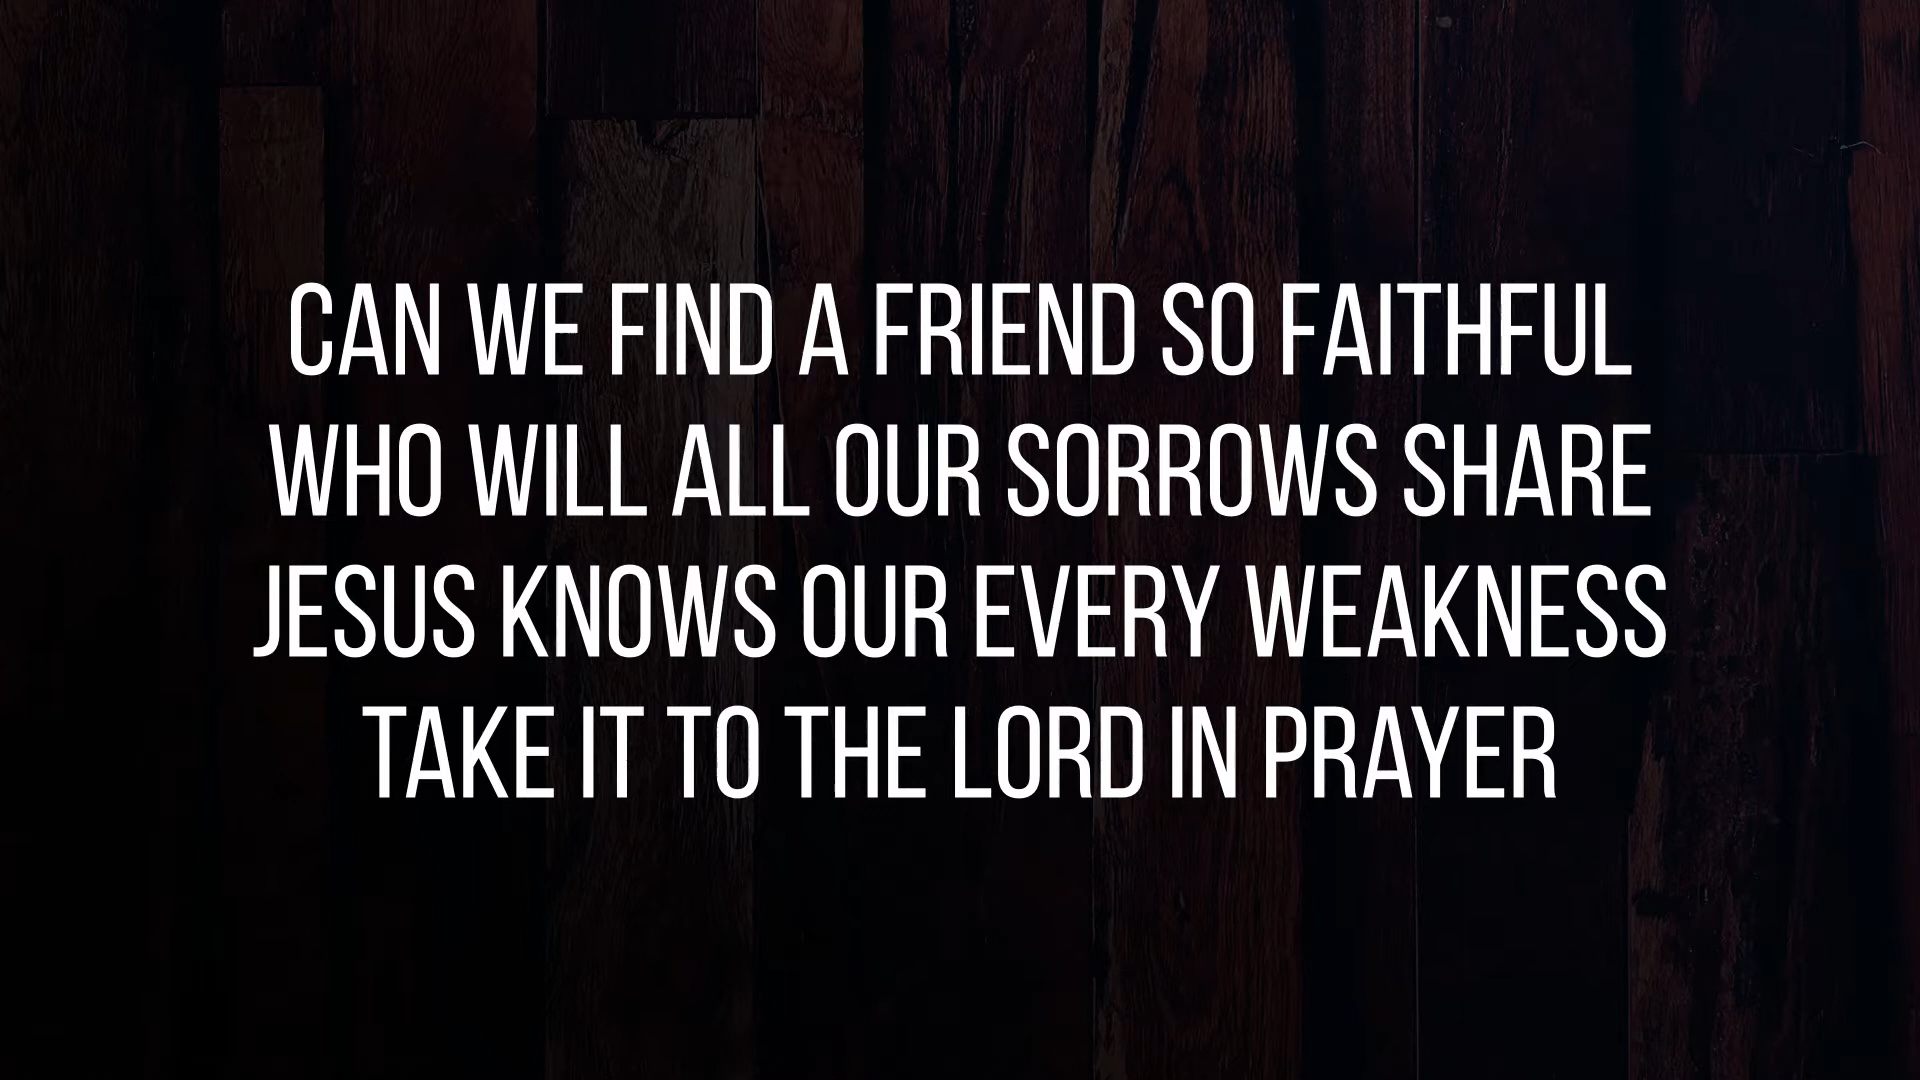 CAN WE FIND A FRIEND SO FAITHFUL
WHO WILL ALL OUR SORROWS SHARE
JESUS KNOWS OUR EVERY WEAKNESS
TAKE IT TO THE LORD IN PRAYER